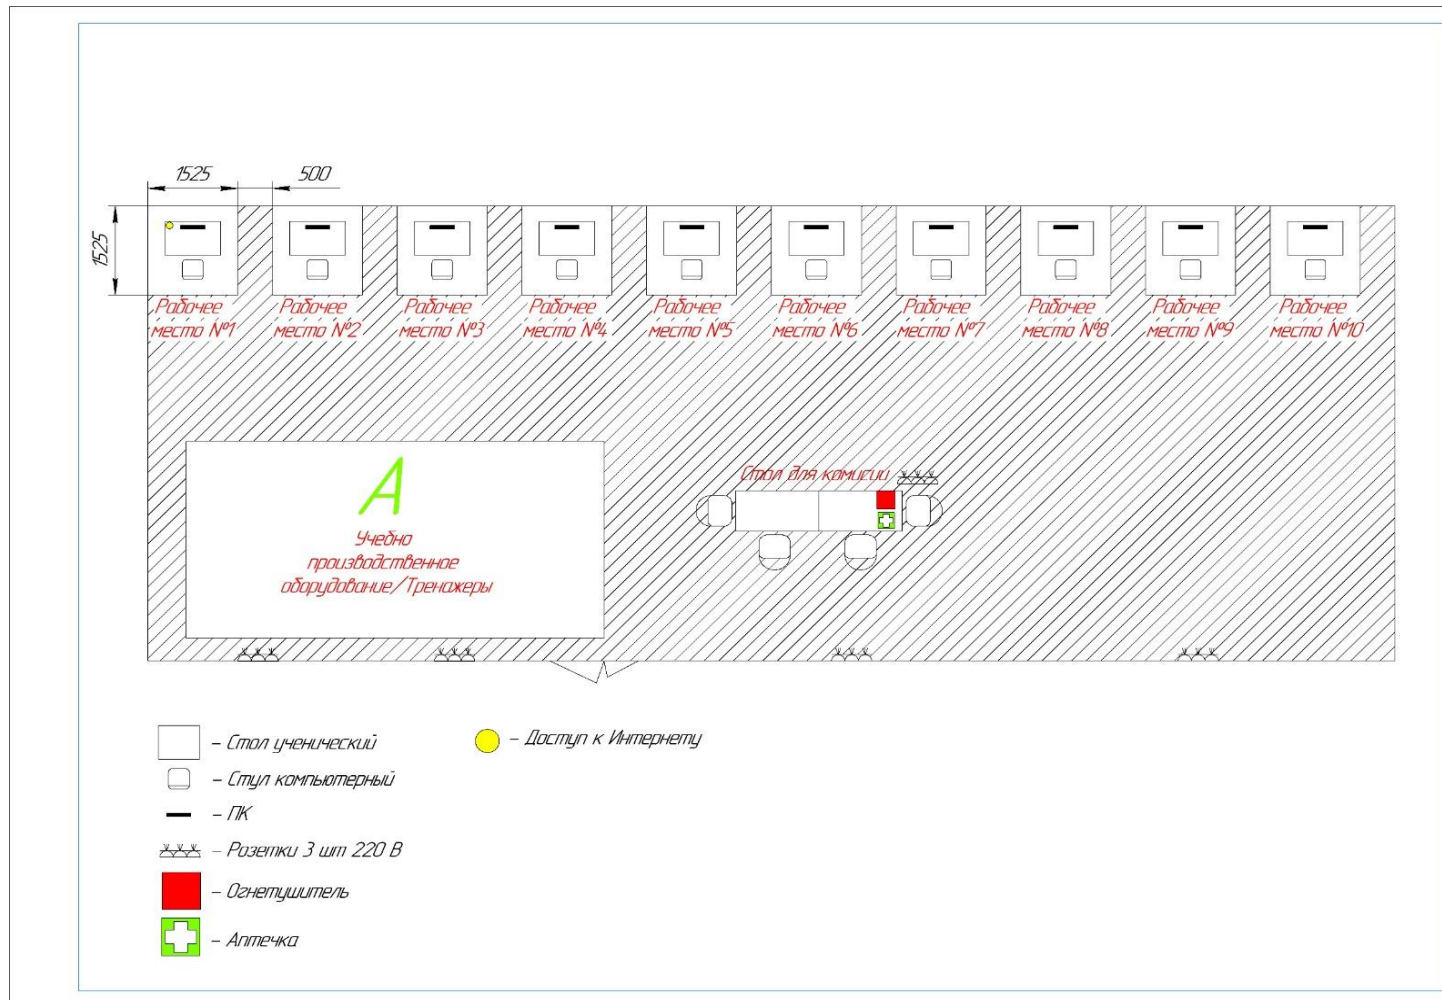 1525
500
1525
Рабочее
место №1
Рабочее
место №2
Рабочее
место №3
Рабочее
место №4
Рабочее
место №5
Рабочее
место №6
Рабочее
место №7
Рабочее
место №8
Рабочее
место №9
Рабочее
место №10
А
Учебно
производственное
оборудование/Тренажеры
Стол для комисии
– Стол ученический
– Доступ к Интернету
– Стул компьютерный
– ПК
– Розетки 3 шт 220 В
– Огнетушитель
– Аптечка